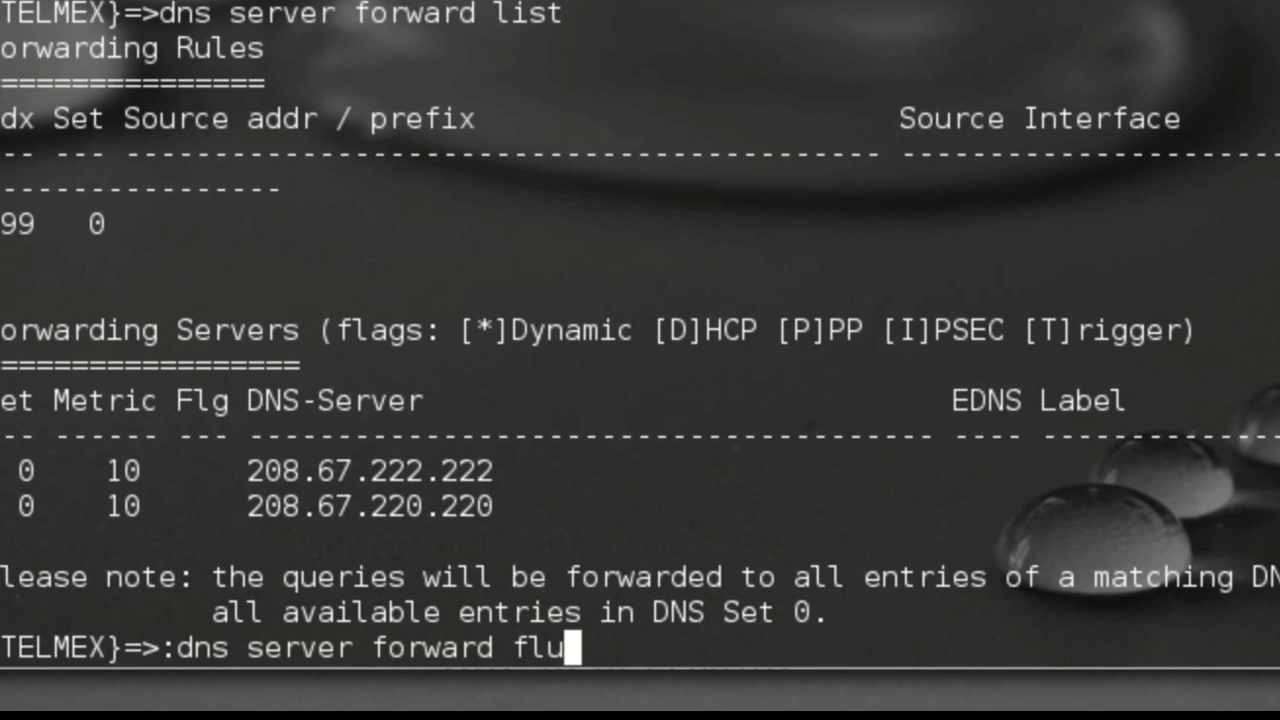 TELMEX}=>dns server forward list
orwarding Rules
===============
dx Set Source addr / prefix Source Interface
-- --- ------------------------------------------- ----------------------
----------------
99 0
orwarding Servers (flags: [*]Dynamic [D]HCP [P]PP [I]PSEC [T]rigger)
=================
et Metric Flg DNS-Server EDNS Label
-- ------ --- --------------------------------------- ---- --------------
0 10 208.67.222.222
0 10 208.67.220.220
lease note: the queries will be forwarded to all entries of a matching DN
all available entries in DNS Set 0.
TELMEX}=>:dns server forward flu